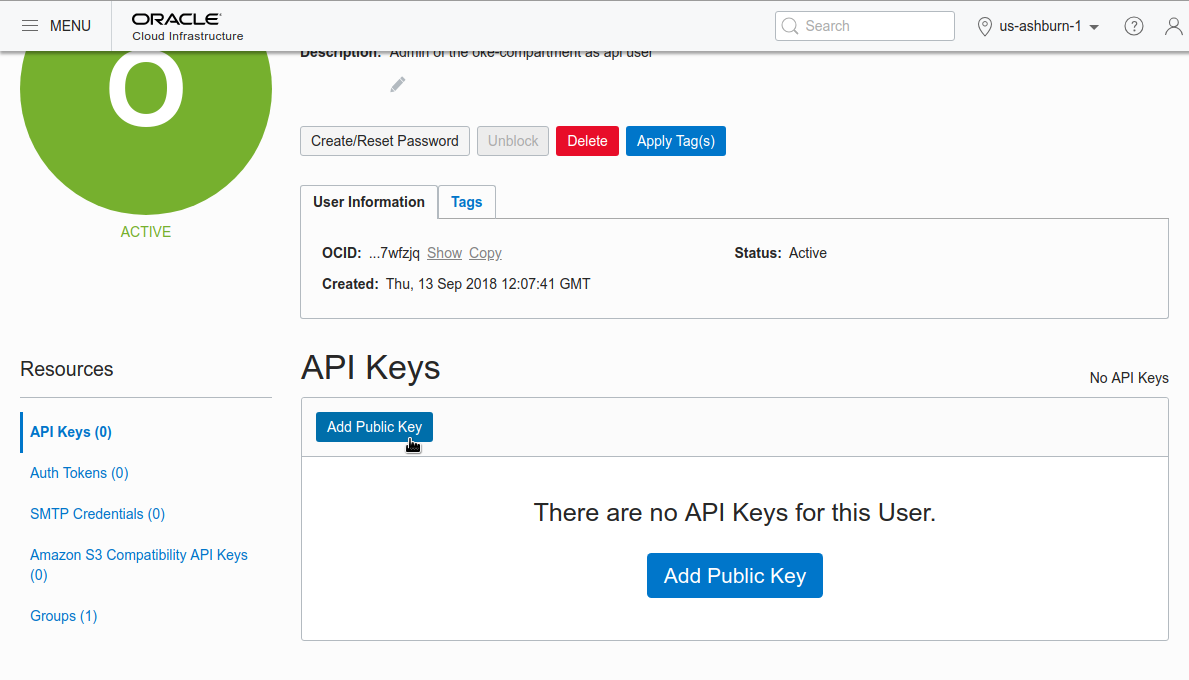 MENU
ORACLE
Cloud Infrastructure
Search
us-ashburn-1
?
O
Description: Admin of the oke-compartment as api user
Create/Reset Password
Unblock
Delete
Apply Tag(s)
ACTIVE
User Information
Tags
OCID: ...7wfzjq Show Copy
Status: Active
Created: Thu, 13 Sep 2018 12:07:41 GMT
Resources
API Keys (0)
Auth Tokens (0)
SMTP Credentials (0)
Amazon S3 Compatibility API Keys
(0)
Groups (1)
API Keys
No API Keys
Add Public Key
There are no API Keys for this User.
Add Public Key